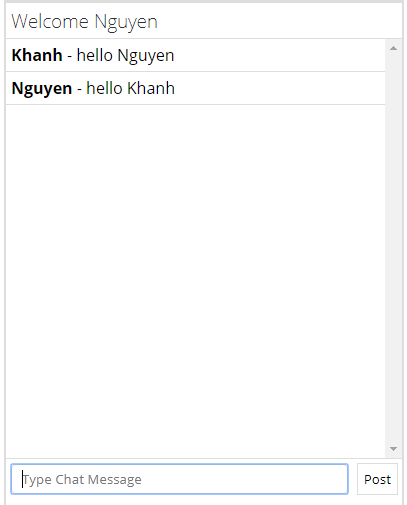 Welcome Nguyen
Khanh - hello Nguyen
Nguyen - hello Khanh
Type Chat Message
Post